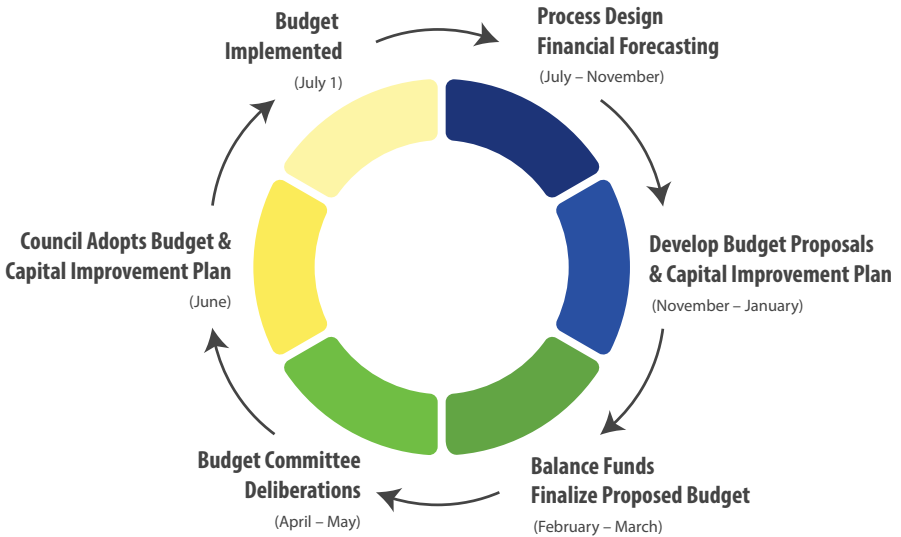 Budget
Implemented
(July 1)
Process Design
Financial Forecasting
(July – November)
Develop Budget Proposals
& Capital Improvement Plan
(November – January)
Balance Funds
Finalize Proposed Budget
(February – March)
Budget Committee
Deliberations
(April – May)
Council Adopts Budget &
Capital Improvement Plan
(June)